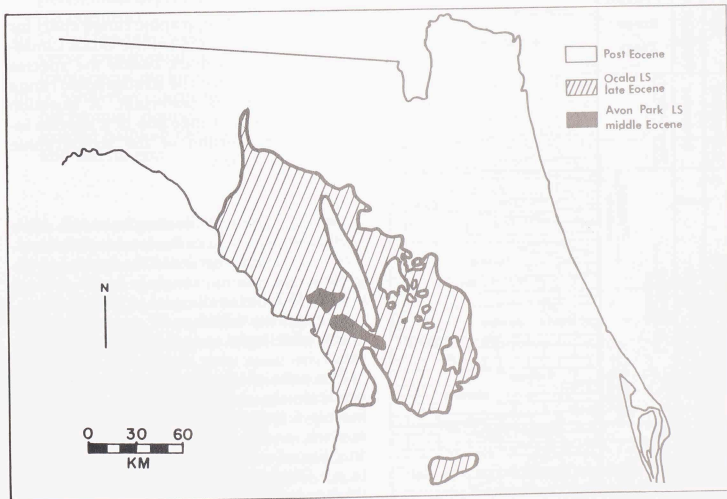 Post Eocene
Ocala LS
late Eocene
Avon Park LS
middle Eocene
N
0 30 60
KM